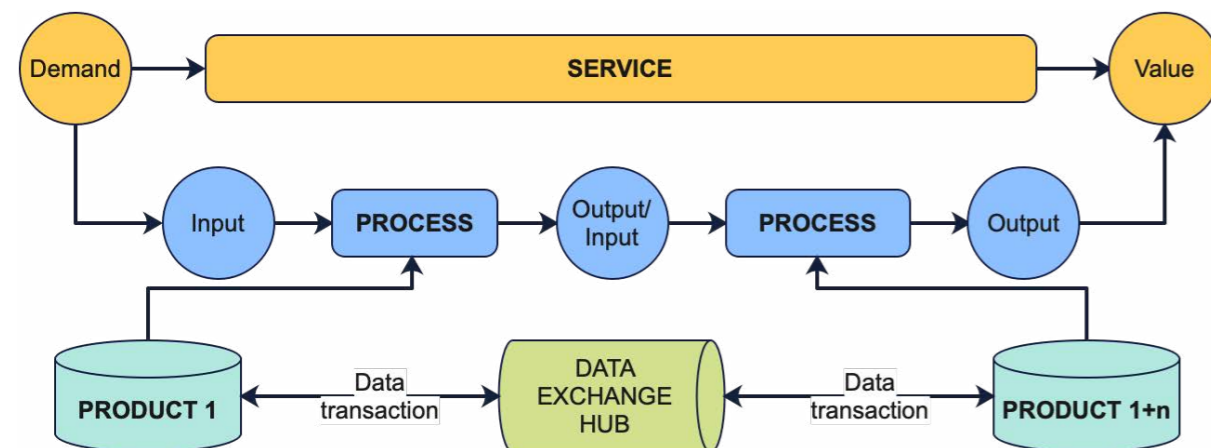 Demand
SERVICE
Value
Input
PROCESS
Output/
Input
PROCESS
Output
PRODUCT 1
Data
transaction
DATA
EXCHANGE
HUB
Data
transaction
PRODUCT 1+n